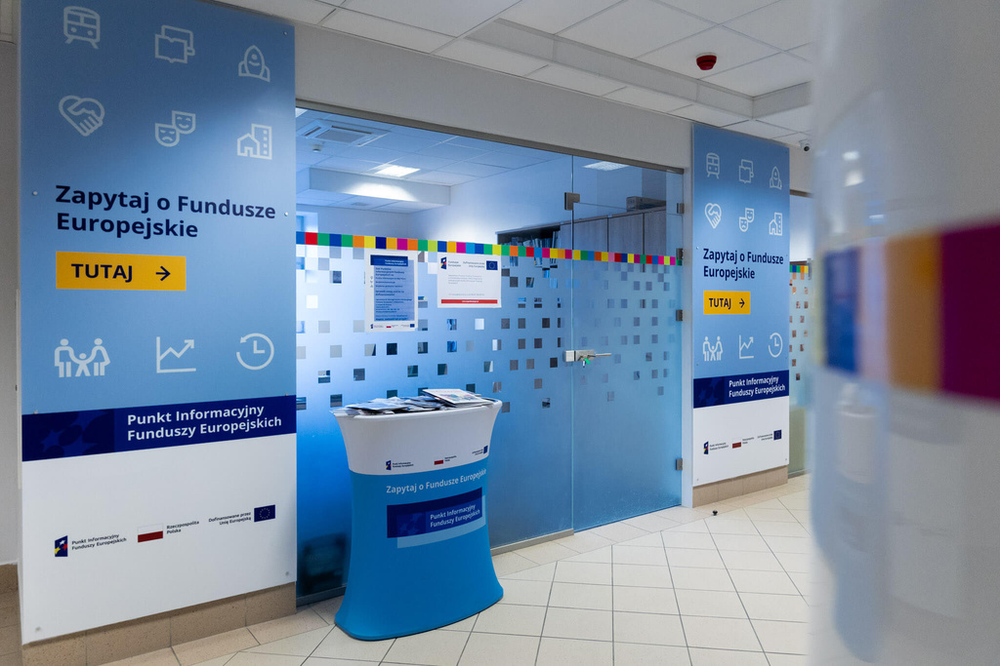 Zapytaj o Fundusze
Europejskie
TUTAJ →
Punkt Informacyjny
Funduszy Europejskich
Punkt Informacyjny
Funduszy Europejskich
Rzeczpospolita
Polska
Dofinansowane przez
Unię Europejską
Zapytaj o Fundusze Europejskie
Punkt Informacyjny
Funduszy Europejskich
Zapytaj o Fundusze
Europejskie
TUTAJ →
Punkt Informacyjny
Funduszy Europejskich